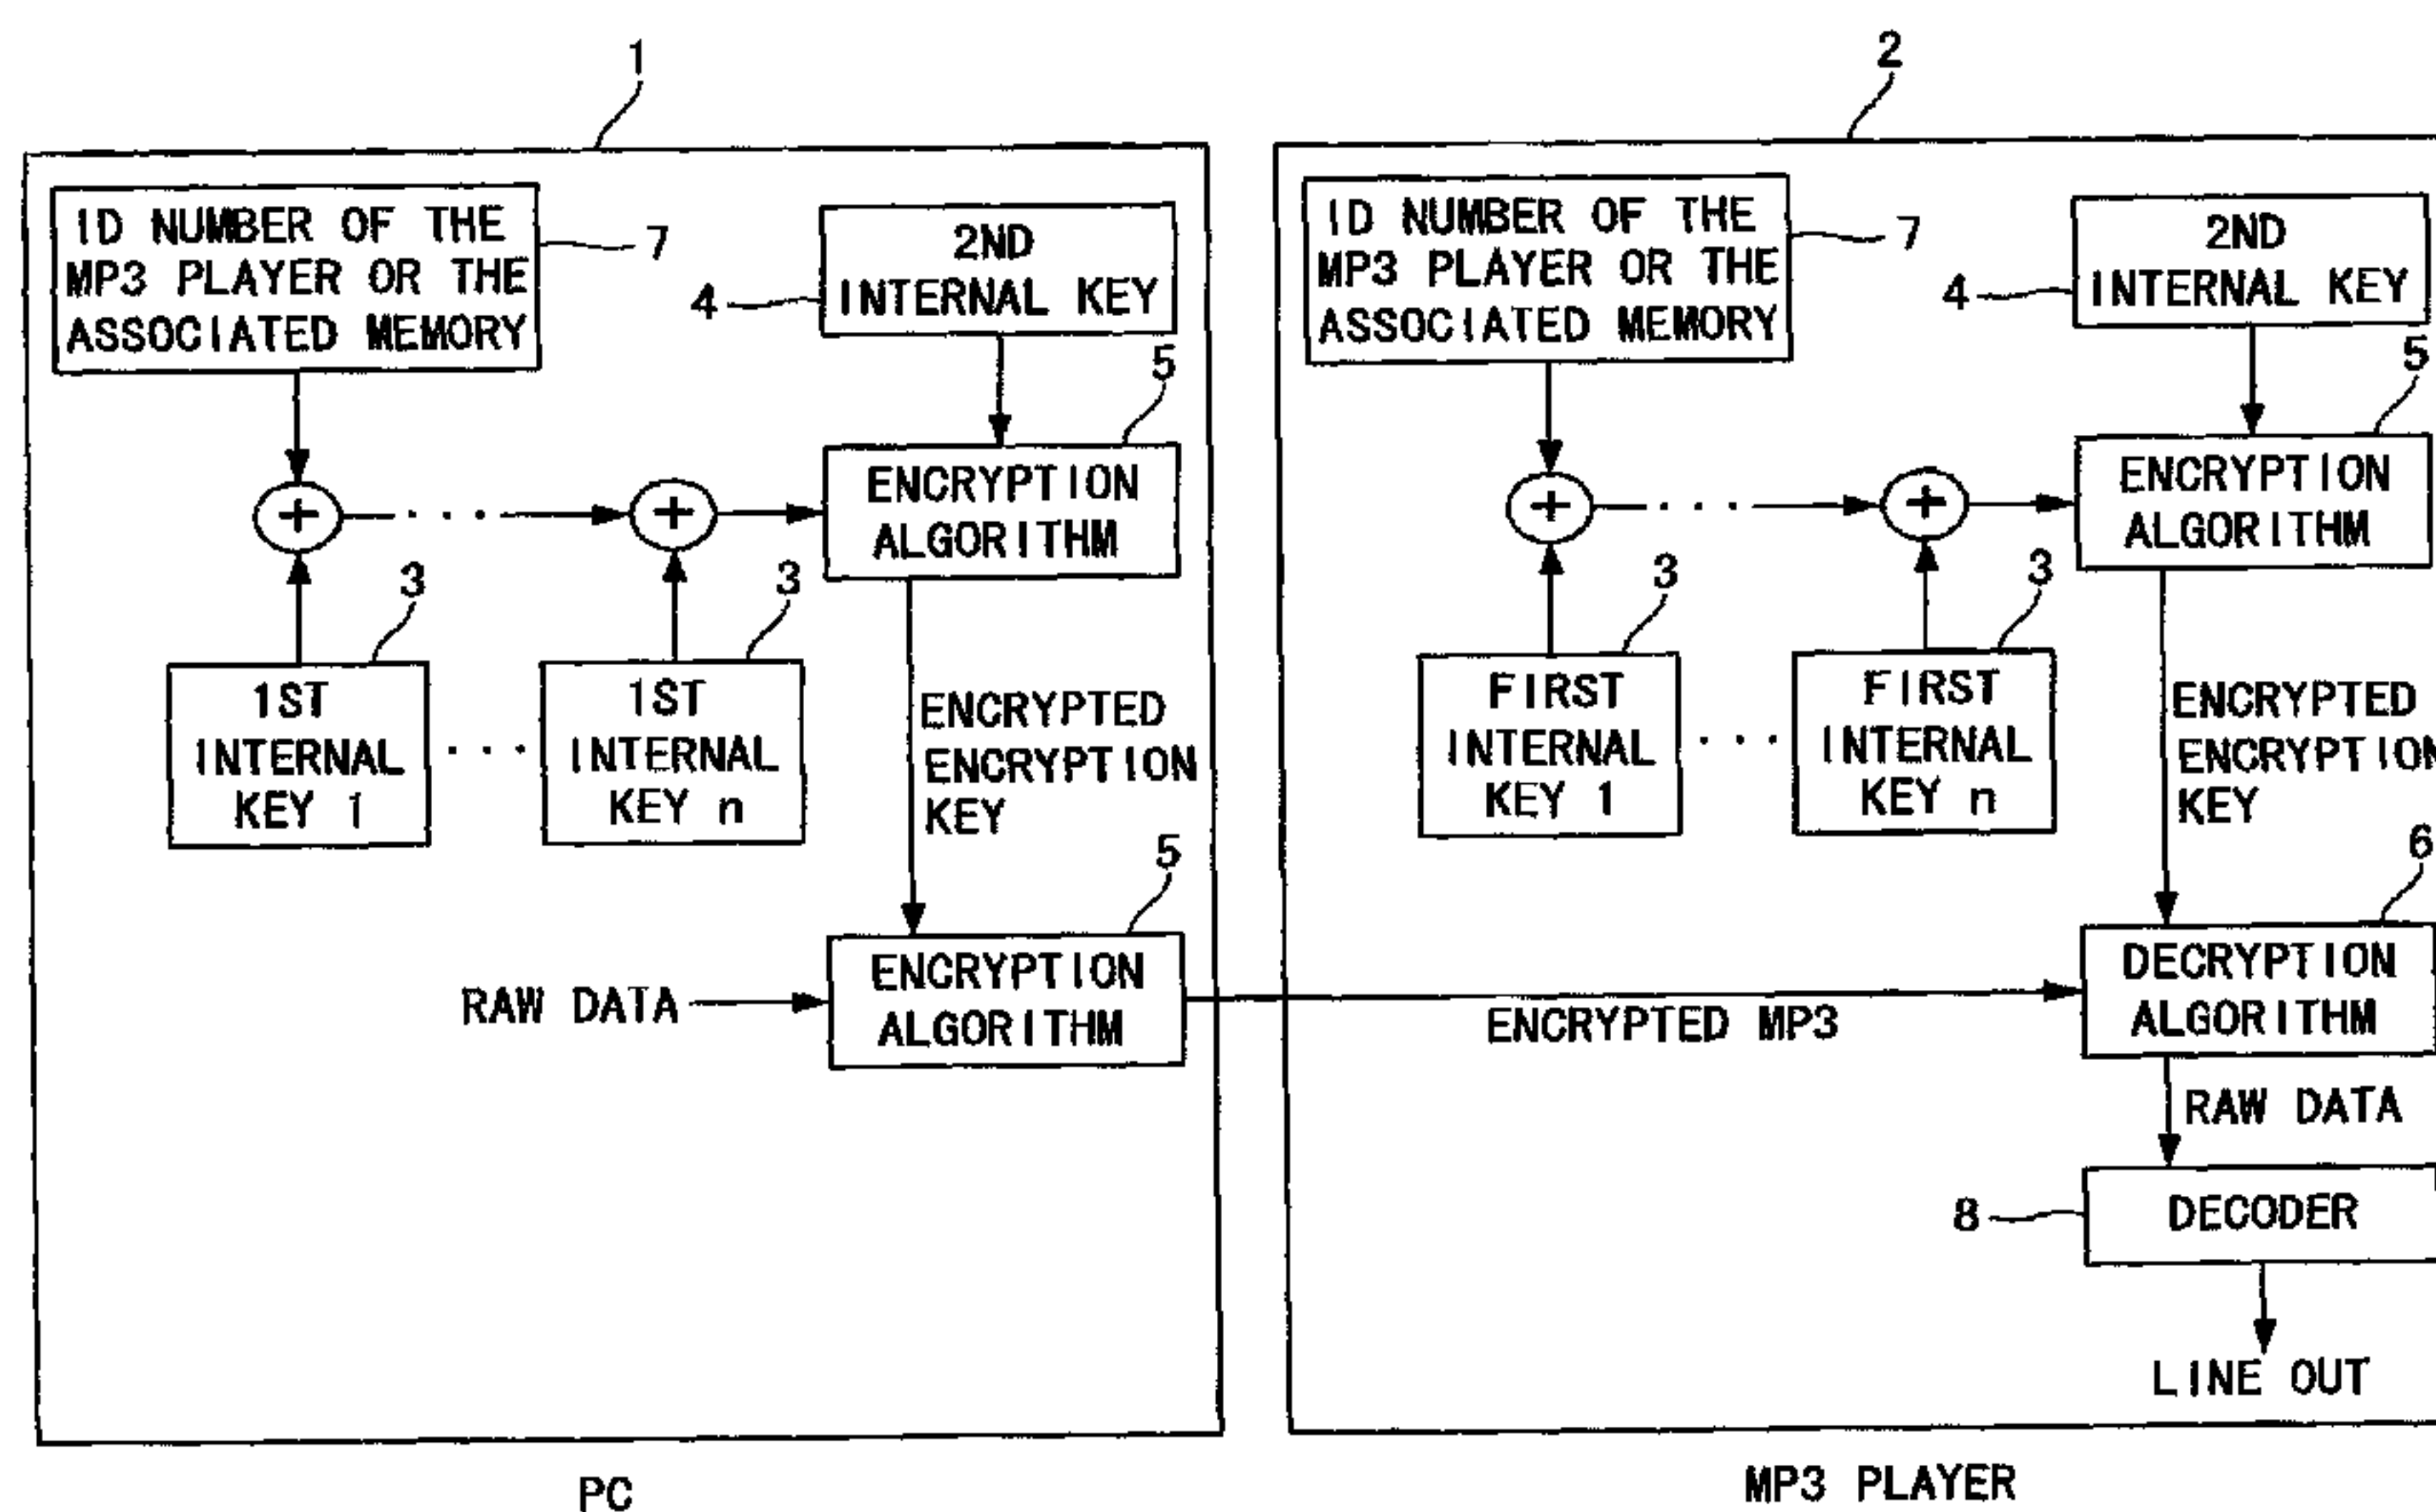 1
2
ID NUMBER OF THE
MP3 PLAYER OR THE
ASSOCIATED MEMORY
7
2ND
INTERNAL KEY
4
5
ENCRYPTION
ALGORITHM
+
· · ·
+
3
3
1ST
INTERNAL
KEY 1
· · ·
1ST
INTERNAL
KEY n
ENCRYPTED
ENCRYPTION
KEY
5
RAW DATA
ENCRYPTION
ALGORITHM
PC
ID NUMBER OF THE
MP3 PLAYER OR THE
ASSOCIATED MEMORY
7
2ND
INTERNAL KEY
4
5
ENCRYPTION
ALGORITHM
+
· · ·
+
3
3
FIRST
INTERNAL
KEY 1
· · ·
FIRST
INTERNAL
KEY n
ENCRYPTED
ENCRYPTION
KEY
6
ENCRYPTED MP3
DECRYPTION
ALGORITHM
RAW DATA
8
DECODER
LINE OUT
MP3 PLAYER